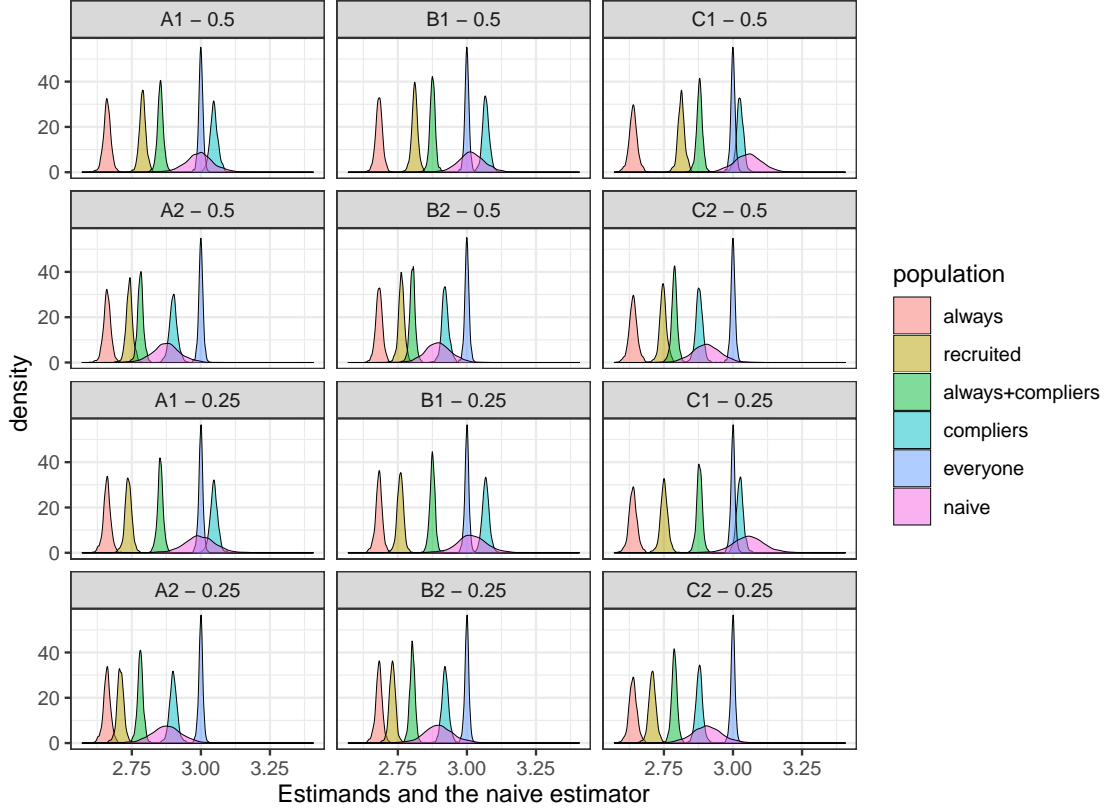 A1 − 0.5 B1 − 0.5 C1 − 0.5
40
20
0
A2 − 0.5 B2 − 0.5 C2 − 0.5
40
20
0
A1 − 0.25 B1 − 0.25 C1 − 0.25
40
20
0
A2 − 0.25 B2 − 0.25 C2 − 0.25
40
20
0
2.75 3.00 3.25 2.75 3.00 3.25 2.75 3.00 3.25
Estimands and the naive estimator
density
population
always
recruited
always+compliers
compliers
everyone
naive